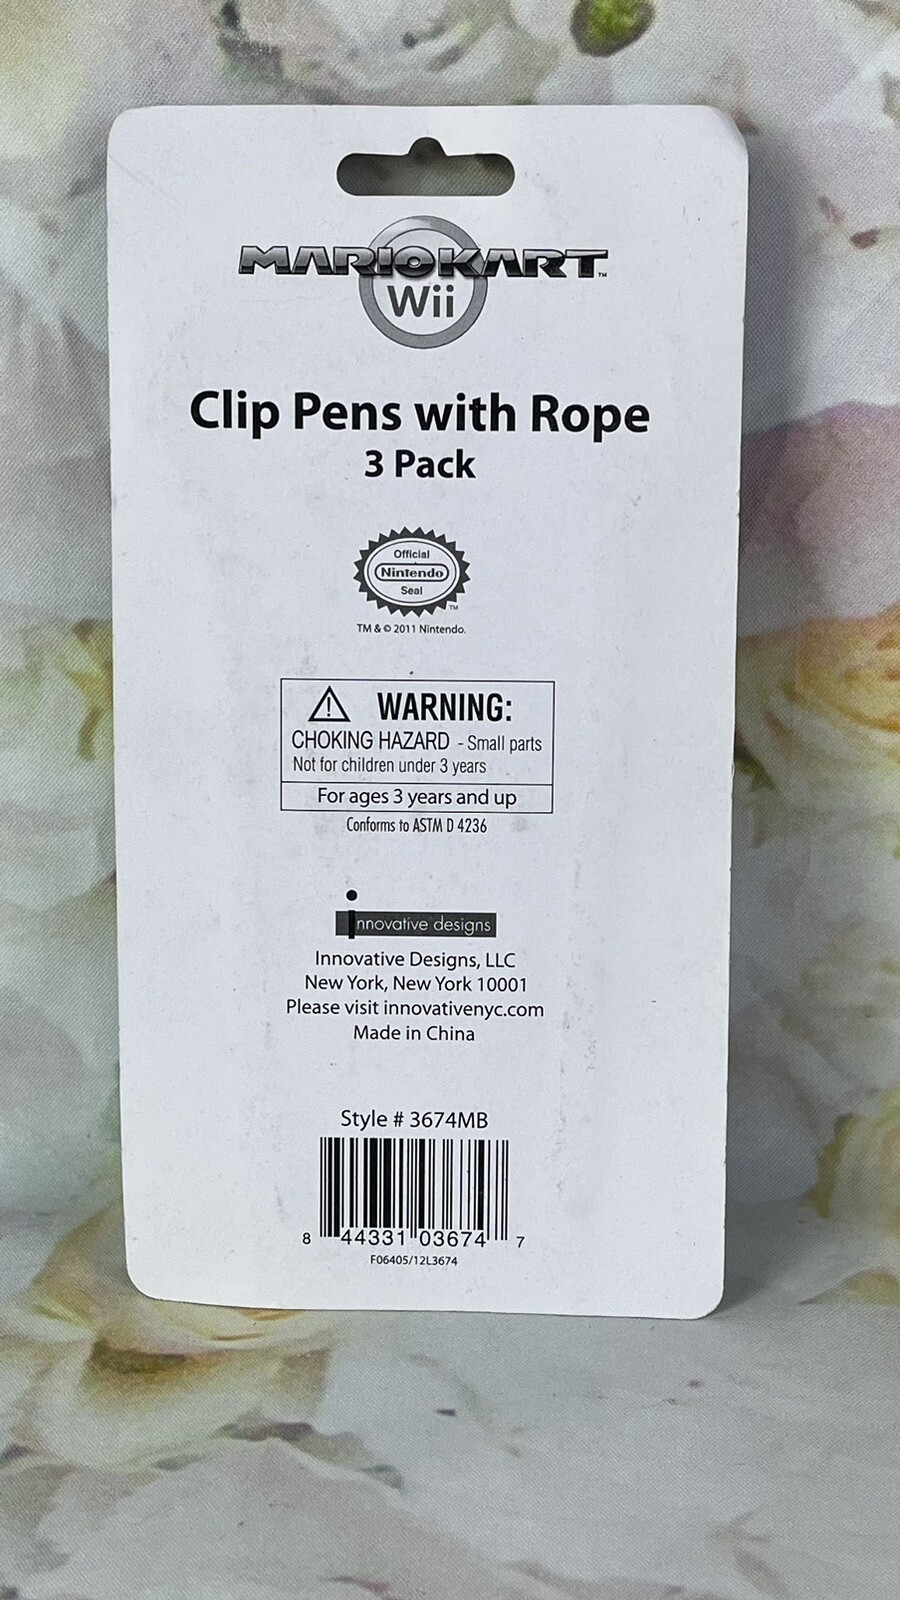 MARIOKART™
Wii
Clip Pens with Rope
3 Pack
Official
Nintendo
Seal
™
TM & © 2011 Nintendo.
WARNING:
CHOKING HAZARD - Small parts
Not for children under 3 years
For ages 3 years and up
Conforms to ASTM D 4236
innovative designs
Innovative Designs, LLC
New York, New York 10001
Please visit innovativenyc.com
Made in China
Style # 3674MB
8 44331 03674 7
F06405/12L3674